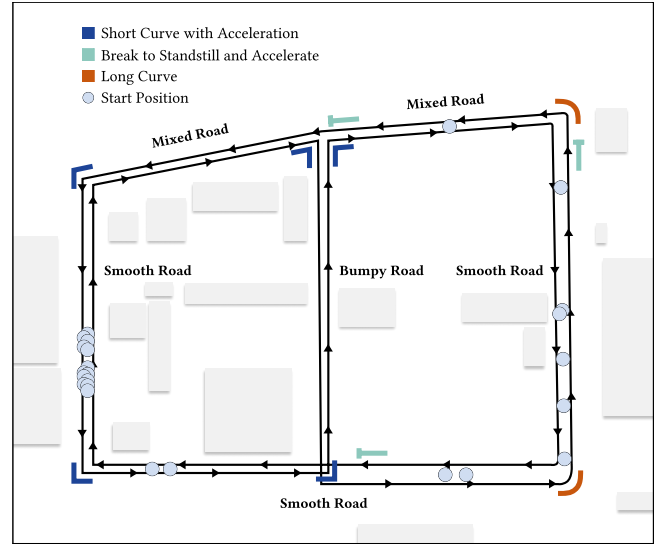 Short Curve with Acceleration
Break to Standstill and Accelerate
Long Curve
Start Position
Mixed Road
Mixed Road
Smooth Road
Bumpy Road
Smooth Road
Smooth Road